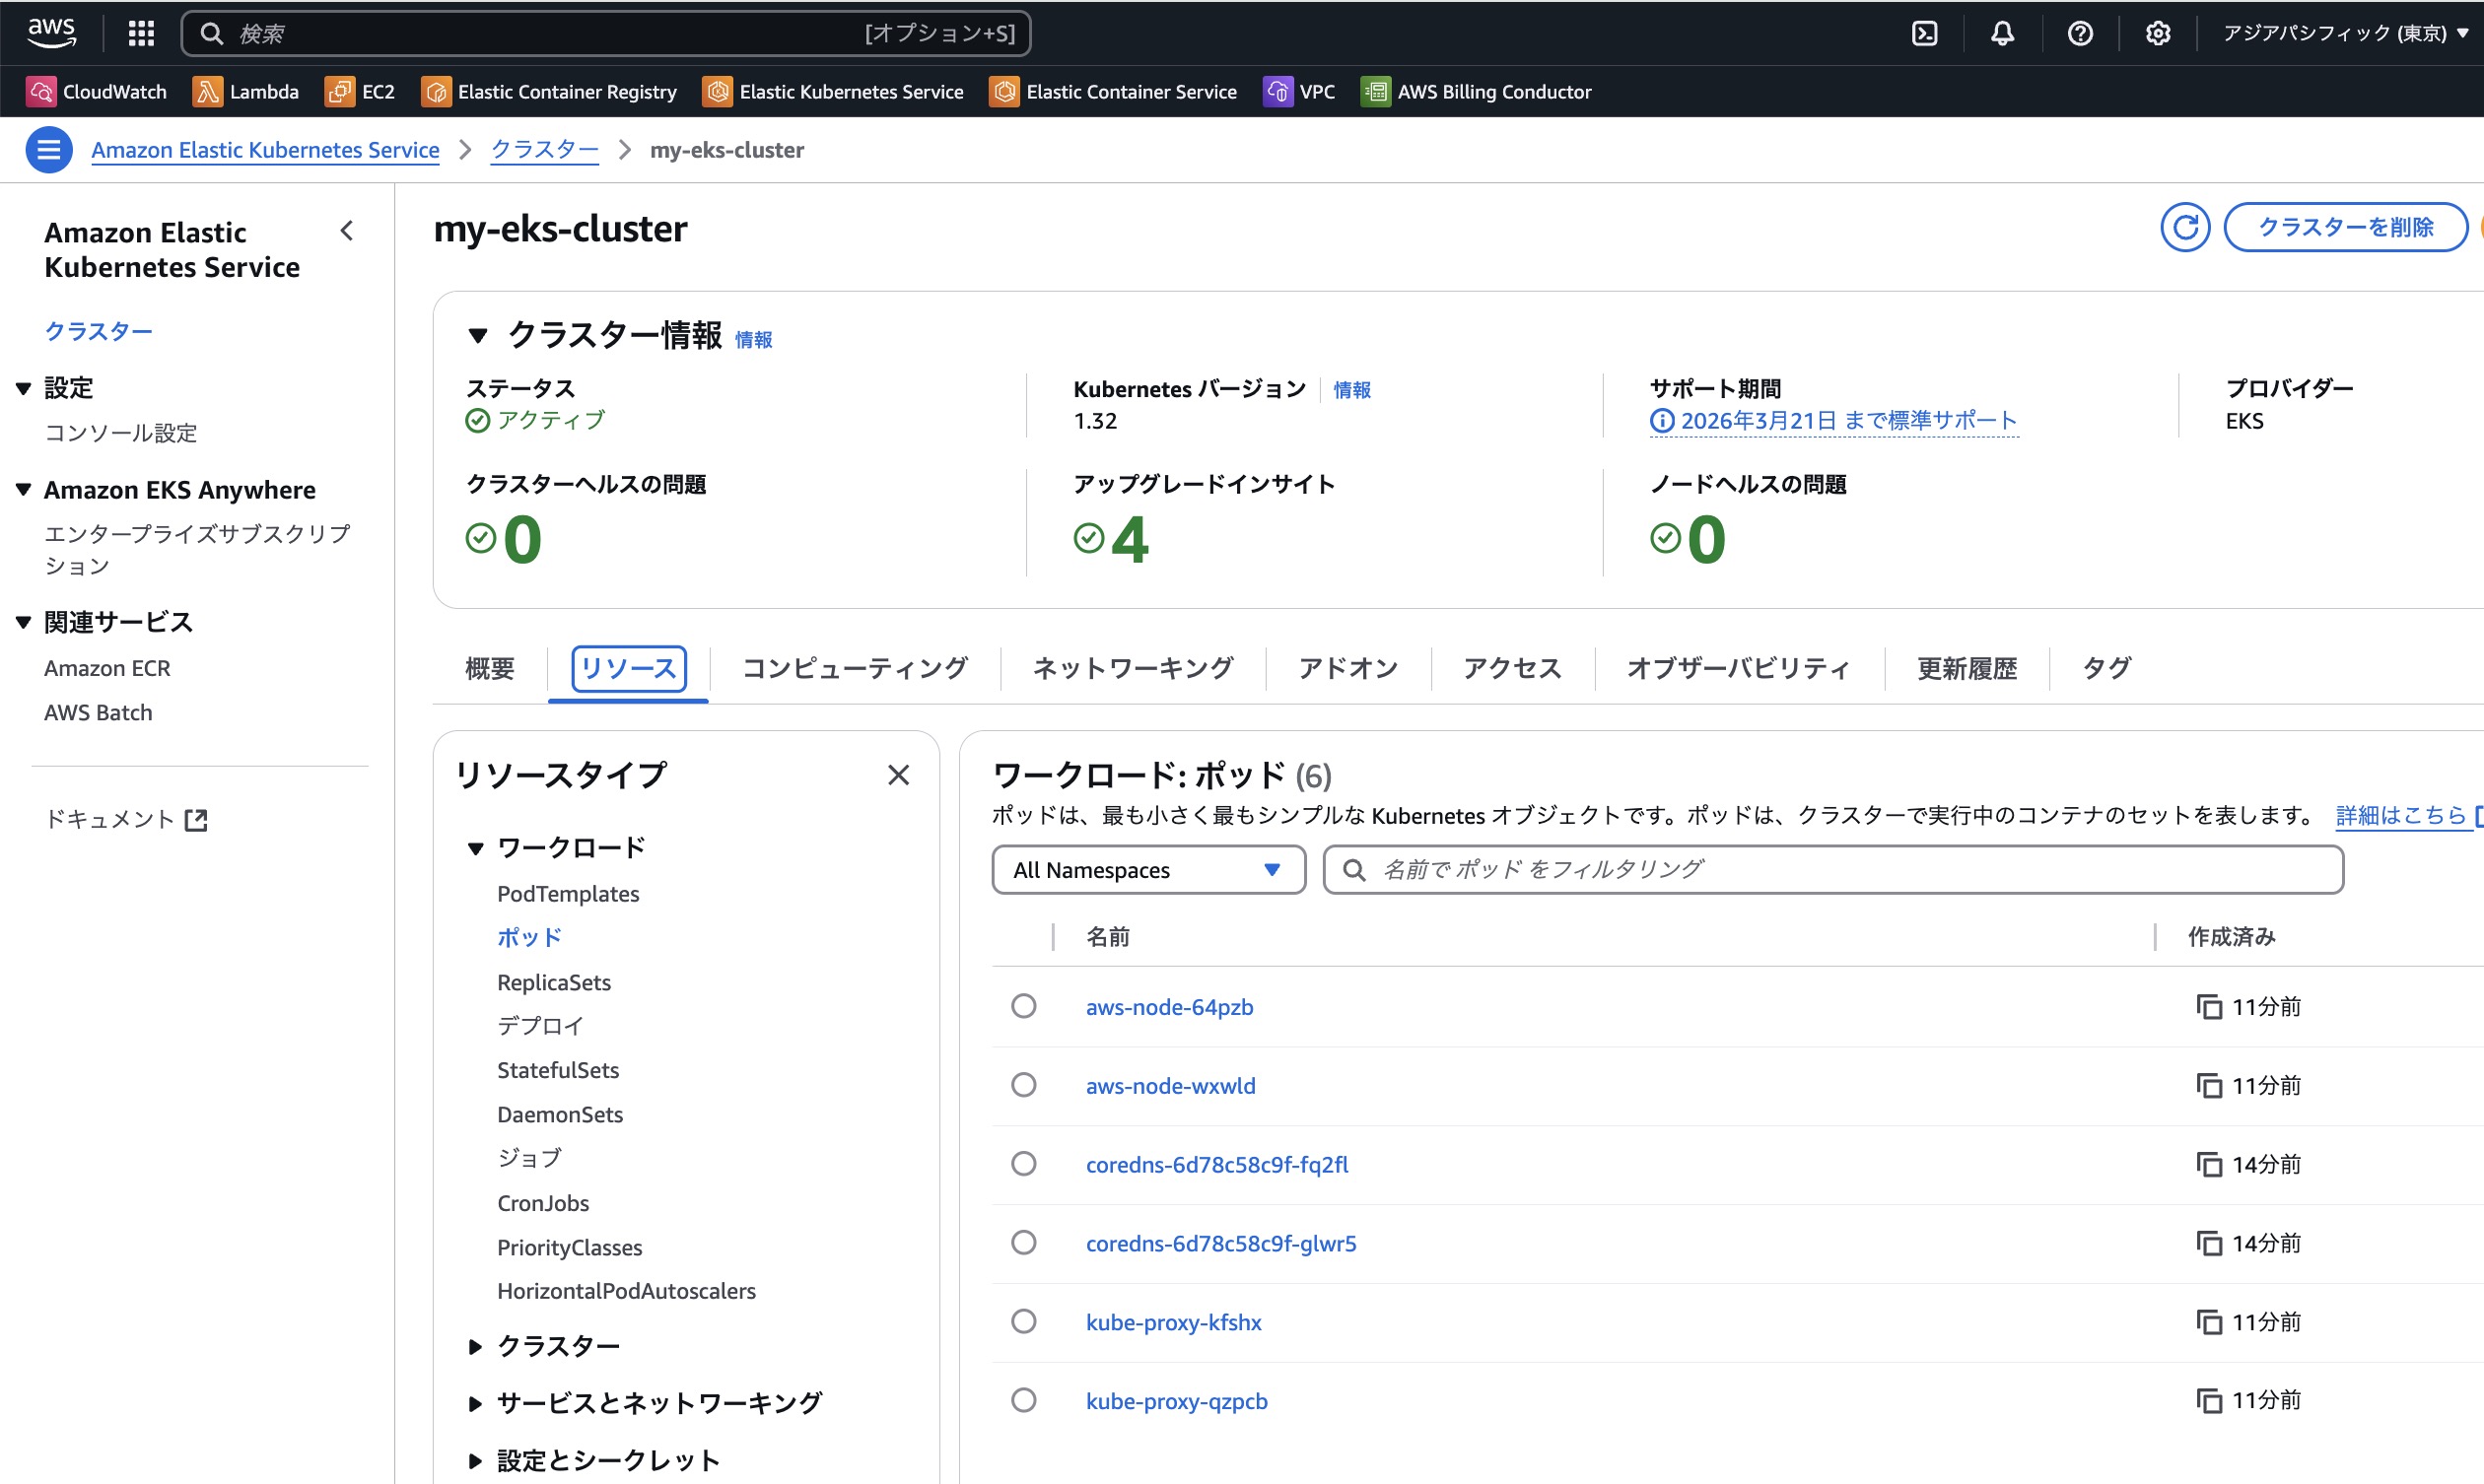 aws
検索
[オプション+S]
アジアパシフィック (東京)
CloudWatch
Lambda
EC2
Elastic Container Registry
Elastic Kubernetes Service
Elastic Container Service
VPC
AWS Billing Conductor
Amazon Elastic Kubernetes Service
クラスター
my-eks-cluster
Amazon Elastic
Kubernetes Service
クラスター
設定
コンソール設定
Amazon EKS Anywhere
エンタープライズサブスクリプ
ション
関連サービス
Amazon ECR
AWS Batch
ドキュメント
my-eks-cluster
クラスターを削除
クラスター情報 情報
ステータス
アクティブ
Kubernetes バージョン 情報
1.32
サポート期間
2026年3月21日 まで標準サポート
プロバイダー
EKS
クラスターヘルスの問題
0
アップグレードインサイト
4
ノードヘルスの問題
0
概要
リソース
コンピューティング
ネットワーキング
アドオン
アクセス
オブザーバビリティ
更新履歴
タグ
リソースタイプ
ワークロード
PodTemplates
ポッド
ReplicaSets
デプロイ
StatefulSets
DaemonSets
ジョブ
CronJobs
PriorityClasses
HorizontalPodAutoscalers
クラスター
サービスとネットワーキング
設定とシークレット
ワークロード: ポッド (6)
ポッドは、最も小さく最もシンプルな Kubernetes オブジェクトです。ポッドは、クラスターで実行中のコンテナのセットを表します。 詳細はこちら
All Namespaces
名前で ポッド をフィルタリング
名前 作成済み
aws-node-64pzb 11分前
aws-node-wxwld 11分前
coredns-6d78c58c9f-fq2fl 14分前
coredns-6d78c58c9f-glwr5 14分前
kube-proxy-kfshx 11分前
kube-proxy-qzpcb 11分前